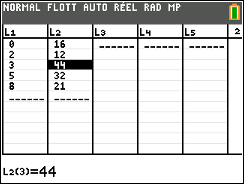 NORMAL FLOTT AUTO RÉEL RAD MP
L1 L2 L3 L4 L5 2
0 16 ------ ------ ------
2 12
3 44
5 32
8 21
------ ------
L2(3)=44